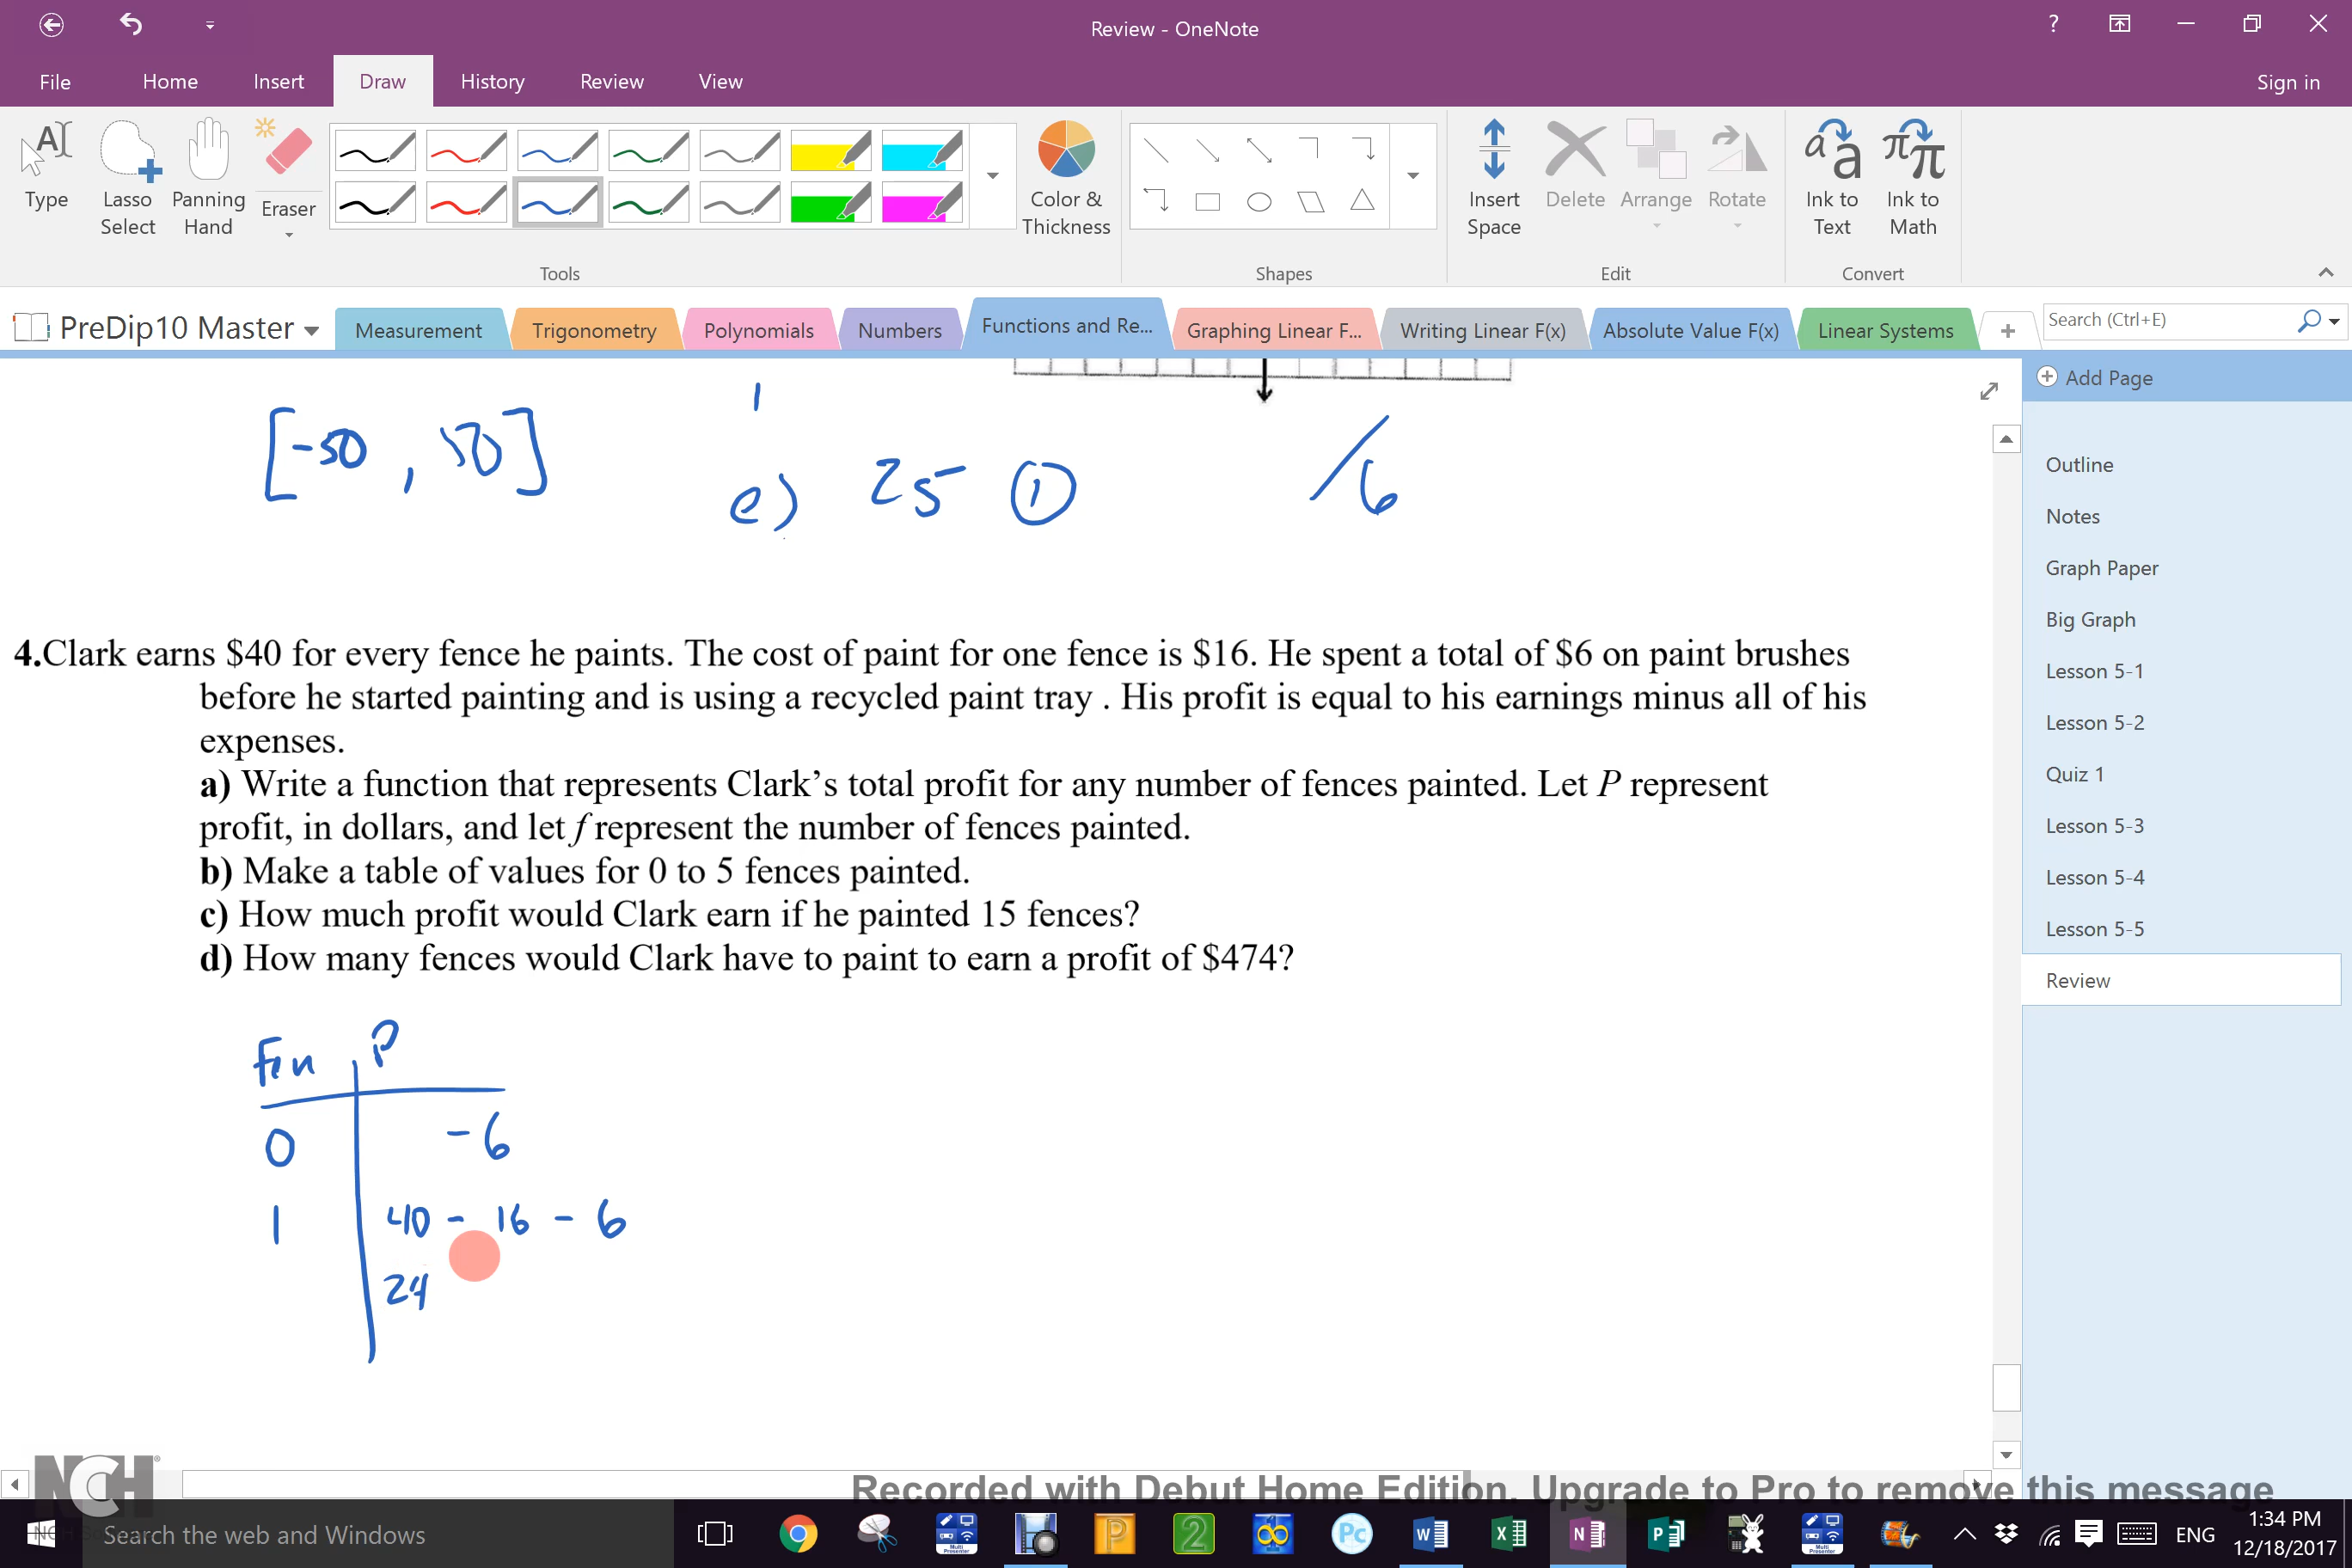 Review - OneNote
?
File Home Insert Draw History Review View Sign in
Type
Lasso Select
Panning Hand
Eraser
Color & Thickness
Insert Space
Delete
Arrange
Rotate
Ink to Text
Ink to Math
Tools Shapes Edit Convert
PreDip10 Master Measurement Trigonometry Polynomials Numbers Functions and Re... Graphing Linear F... Writing Linear F(x) Absolute Value F(x) Linear Systems + Search (Ctrl+E)
Add Page
Outline
Notes
Graph Paper
Big Graph
Lesson 5-1
Lesson 5-2
Quiz 1
Lesson 5-3
Lesson 5-4
Lesson 5-5
Review
[-50, 50]
e) 25 ① /6
4.Clark earns $40 for every fence he paints. The cost of paint for one fence is $16. He spent a total of $6 on paint brushes
before he started painting and is using a recycled paint tray . His profit is equal to his earnings minus all of his
expenses.
a) Write a function that represents Clark’s total profit for any number of fences painted. Let P represent
profit, in dollars, and let f represent the number of fences painted.
b) Make a table of values for 0 to 5 fences painted.
c) How much profit would Clark earn if he painted 15 fences?
d) How many fences would Clark have to paint to earn a profit of $474?
Fen P
0 -6
1 40 - 16 - 6
24
NCH
Recorded with Debut Home Edition. Upgrade to Pro to remove this message
Search the web and Windows
ENG
1:34 PM
12/18/2017